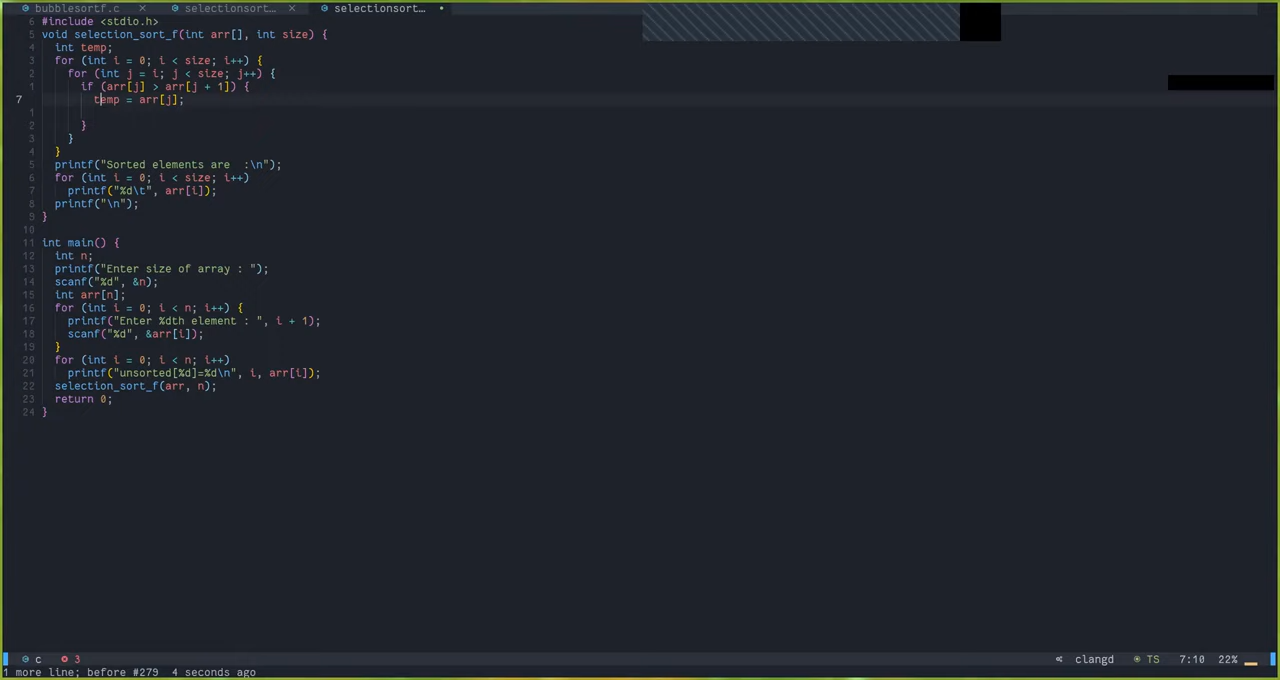 bubblesortf.c × selectionsort… × selectionsort… •
6 #include <stdio.h>
5 void selection_sort_f(int arr[], int size) {
4 int temp;
3 for (int i = 0; i < size; i++) {
2 for (int j = i; j < size; j++) {
1 if (arr[j] > arr[j + 1]) {
7 temp = arr[j];
1
2 }
3 }
4 }
5 printf("Sorted elements are  :\n");
6 for (int i = 0; i < size; i++)
7 printf("%d\t", arr[i]);
8 printf("\n");
9 }
10
11 int main() {
12 int n;
13 printf("Enter size of array : ");
14 scanf("%d", &n);
15 int arr[n];
16 for (int i = 0; i < n; i++) {
17 printf("Enter %dth element : ", i + 1);
18 scanf("%d", &arr[i]);
19 }
20 for (int i = 0; i < n; i++)
21 printf("unsorted[%d]=%d\n", i, arr[i]);
22 selection_sort_f(arr, n);
23 return 0;
24 }
c 3 clangd TS 7:10 22%
1 more line; before #279 4 seconds ago